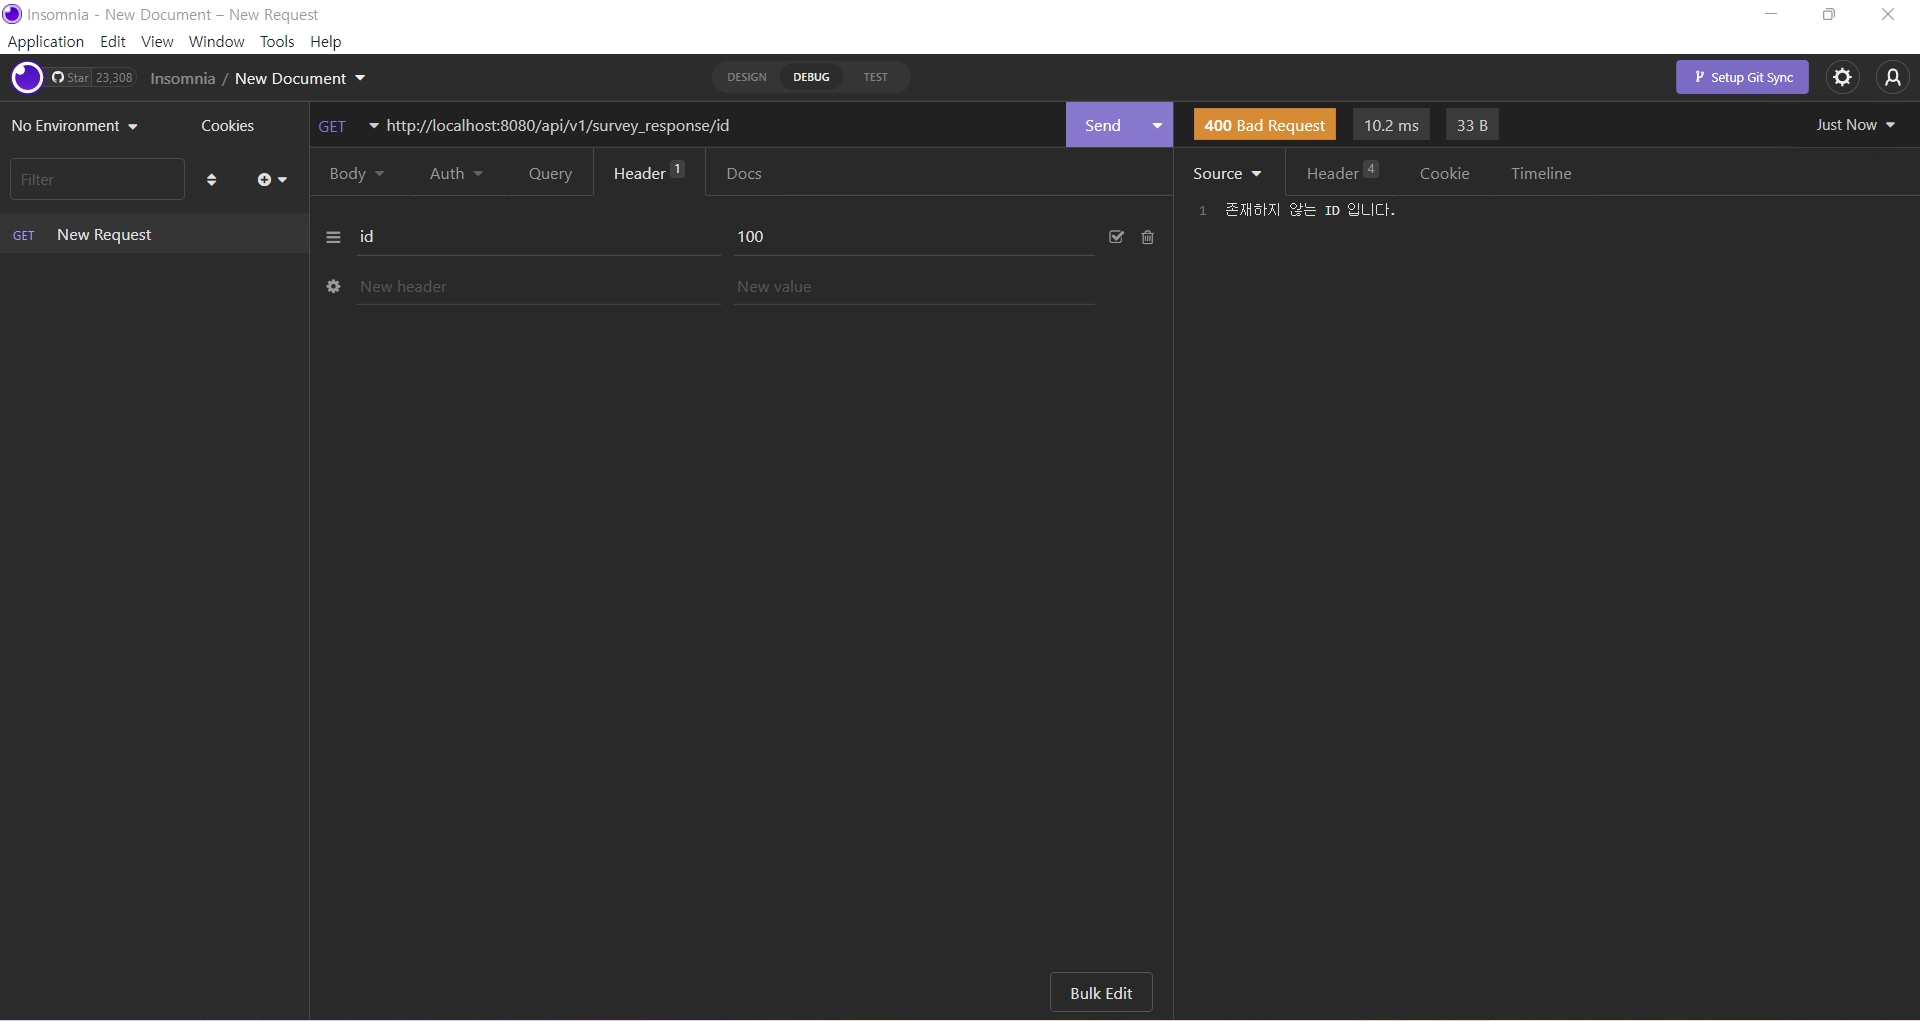 Insomnia - New Document – New Request
Application Edit View Window Tools Help
Star 23,308 Insomnia / New Document DESIGN DEBUG TEST Setup Git Sync
No Environment Cookies
GET http://localhost:8080/api/v1/survey_response/id Send
400 Bad Request 10.2 ms 33 B Just Now
Filter
Body Auth Query Header 1 Docs
Source Header 4 Cookie Timeline
GET New Request
id 100
New header New value
1 존재하지 않는 ID 입니다.
Bulk Edit